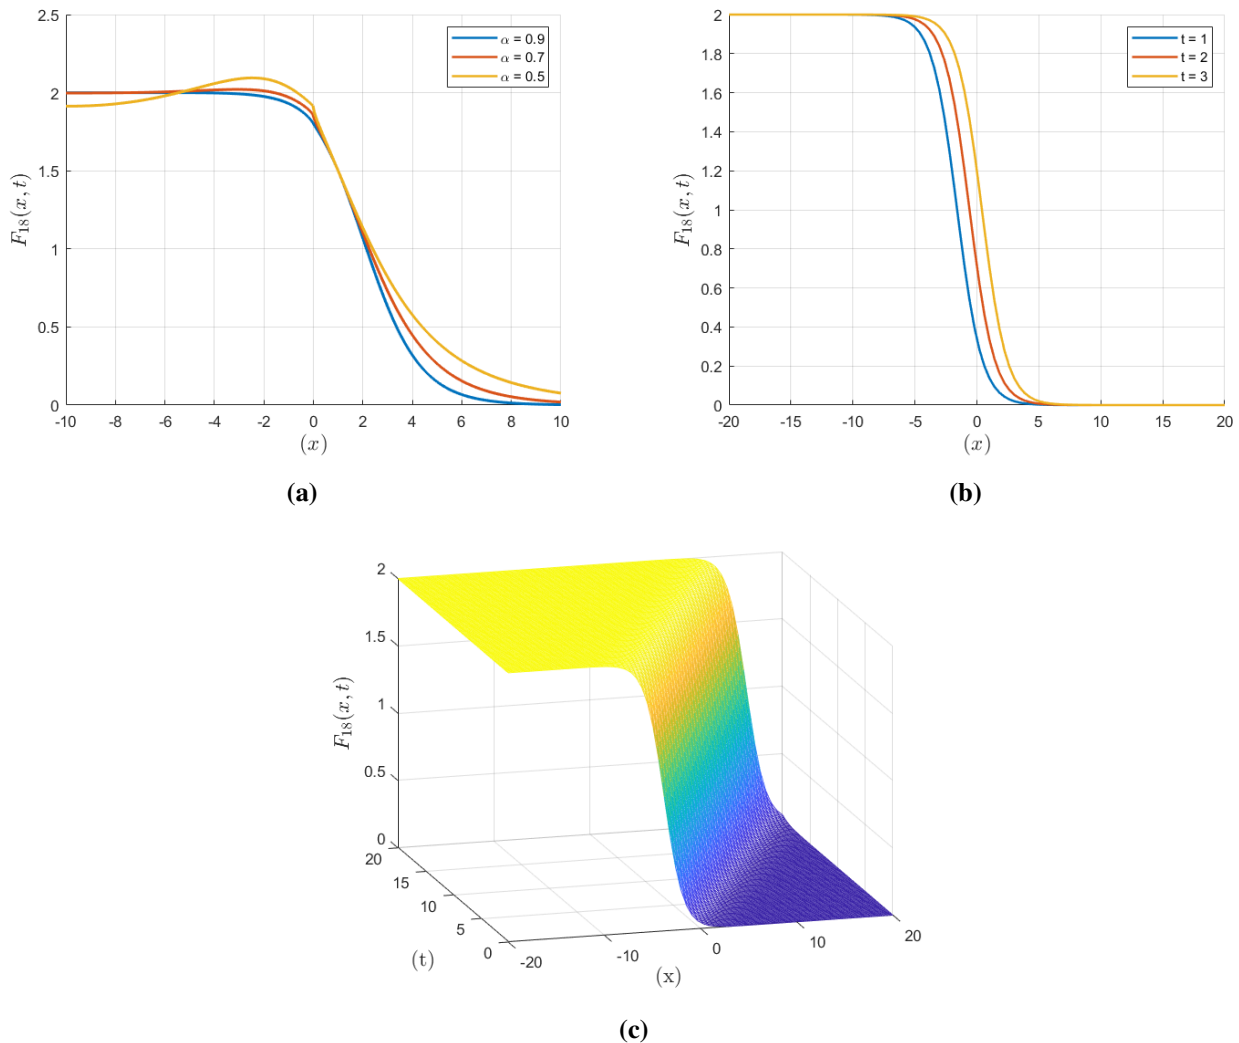 2.5
2
1.5
1
0.5
0
F18(x, t)
α = 0.9
α = 0.7
α = 0.5
-10 -8 -6 -4 -2 0 2 4 6 8 10
(x)
(a)
2
1.8
1.6
1.4
1.2
1
0.8
0.6
0.4
0.2
0
F18(x, t)
t = 1
t = 2
t = 3
-20 -15 -10 -5 0 5 10 15 20
(x)
(b)
2
1.5
1
0.5
0
F18(x, t)
20
15
10
5
0
(t)
-20
-10
0
10
20
(x)
(c)